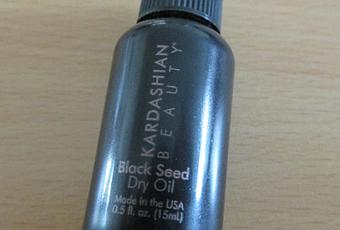 KARDASHIAN
BEAUTY
Black Seed
Dry Oil
Made in the USA
0.5 fl. oz. (15mL)